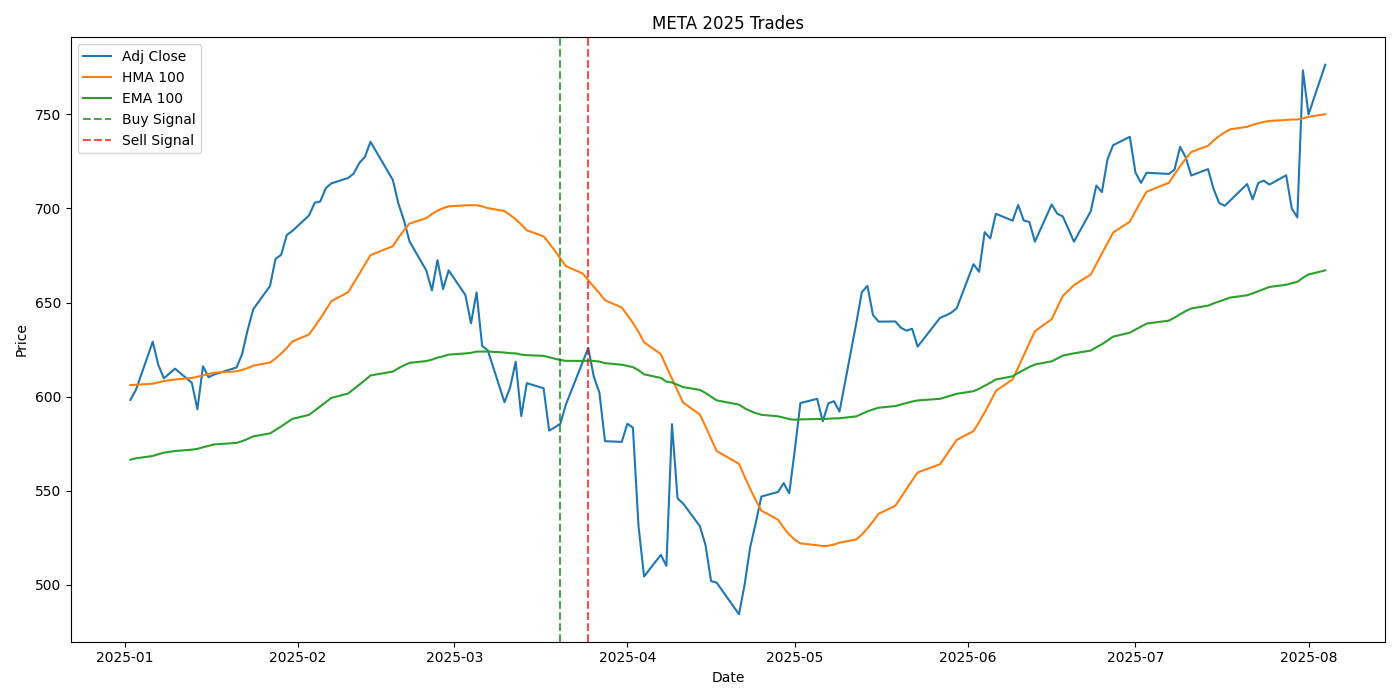 META 2025 Trades
Adj Close
HMA 100
EMA 100
Buy Signal
Sell Signal
Price
750
700
650
600
550
500
2025-01
2025-02
2025-03
2025-04
2025-05
2025-06
2025-07
2025-08
Date